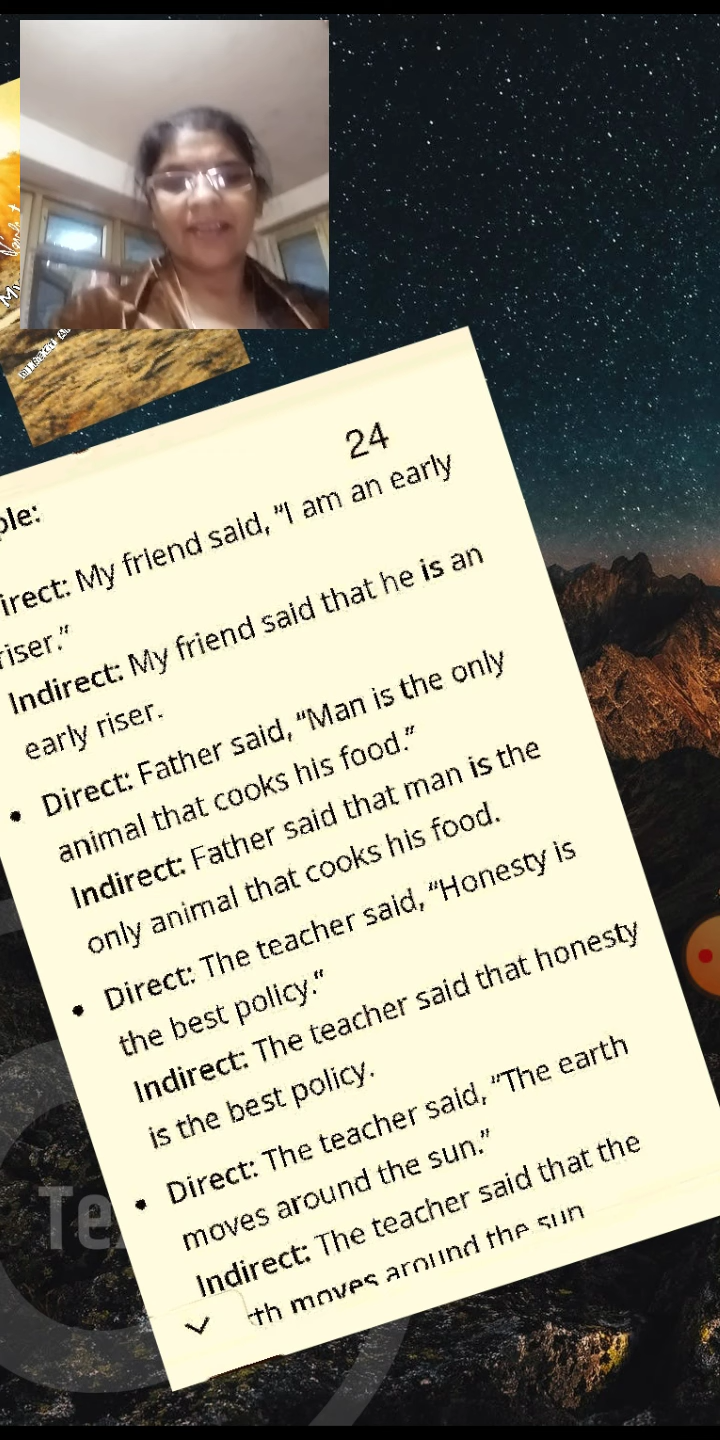 24
ple:
irect: My friend said, “I am an early
riser.”
Indirect: My friend said that he is an
early riser.
• Direct: Father said, “Man is the only
animal that cooks his food.”
Indirect: Father said that man is the
only animal that cooks his food.
• Direct: The teacher said, “Honesty is
the best policy.“
Indirect: The teacher said that honesty
is the best policy.
• Direct: The teacher said, “The earth
moves around the sun.”
Indirect: The teacher said that the
th moves around the sun
Te